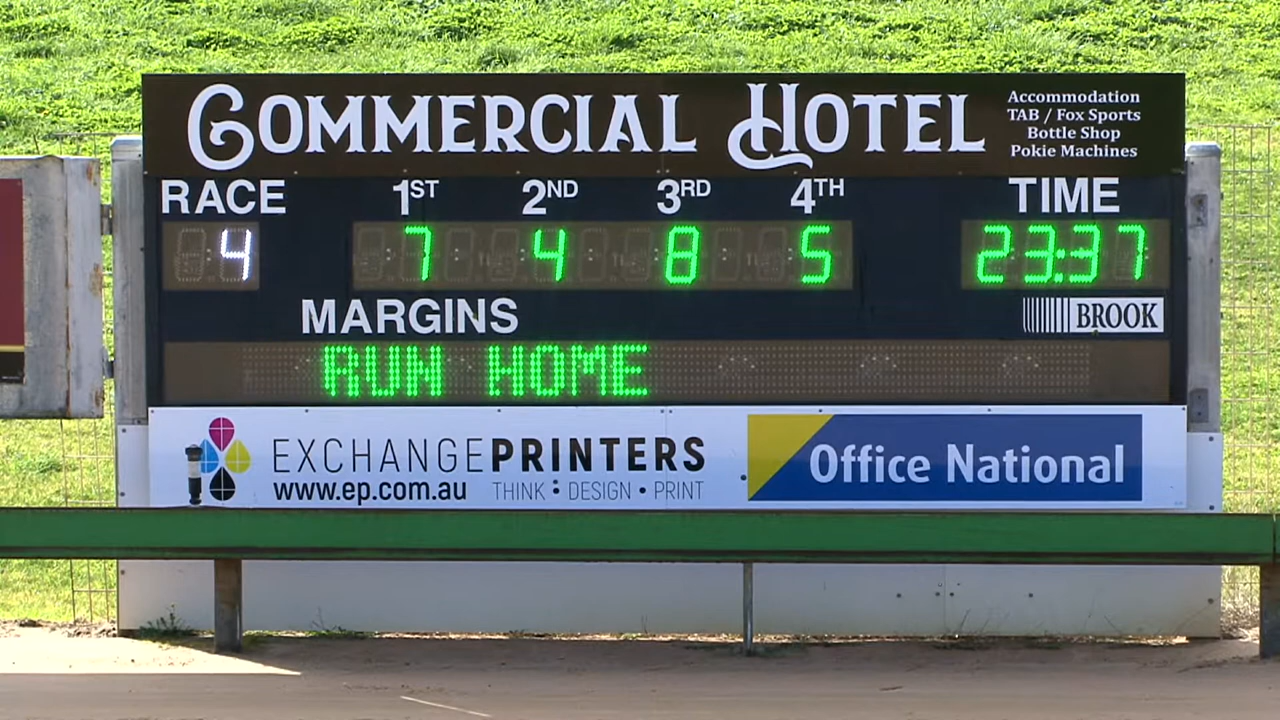 COMMERCIAL HOTEL
Accommodation
TAB / Fox Sports
Bottle Shop
Pokie Machines
RACE 1ST 2ND 3RD 4TH TIME
4 7 4 8 5 23:37
MARGINS
BROOK
RUN HOME
EXCHANGEPRINTERS
www.ep.com.au THINK : DESIGN • PRINT
Office National